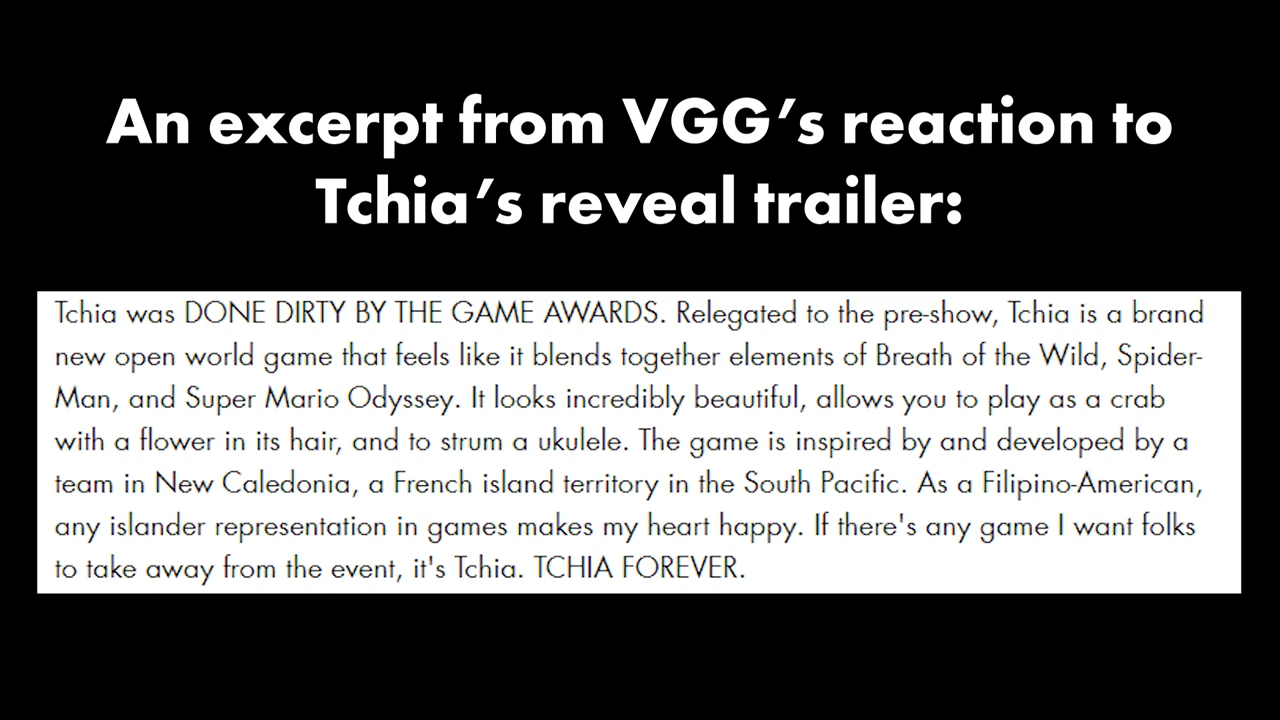 An excerpt from VGG’s reaction to
Tchia’s reveal trailer:
Tchia was DONE DIRTY BY THE GAME AWARDS. Relegated to the pre-show, Tchia is a brand
new open world game that feels like it blends together elements of Breath of the Wild, Spider-
Man, and Super Mario Odyssey. It looks incredibly beautiful, allows you to play as a crab
with a flower in its hair, and to strum a ukulele. The game is inspired by and developed by a
team in New Caledonia, a French island territory in the South Pacific. As a Filipino-American,
any islander representation in games makes my heart happy. If there's any game I want folks
to take away from the event, it's Tchia. TCHIA FOREVER.